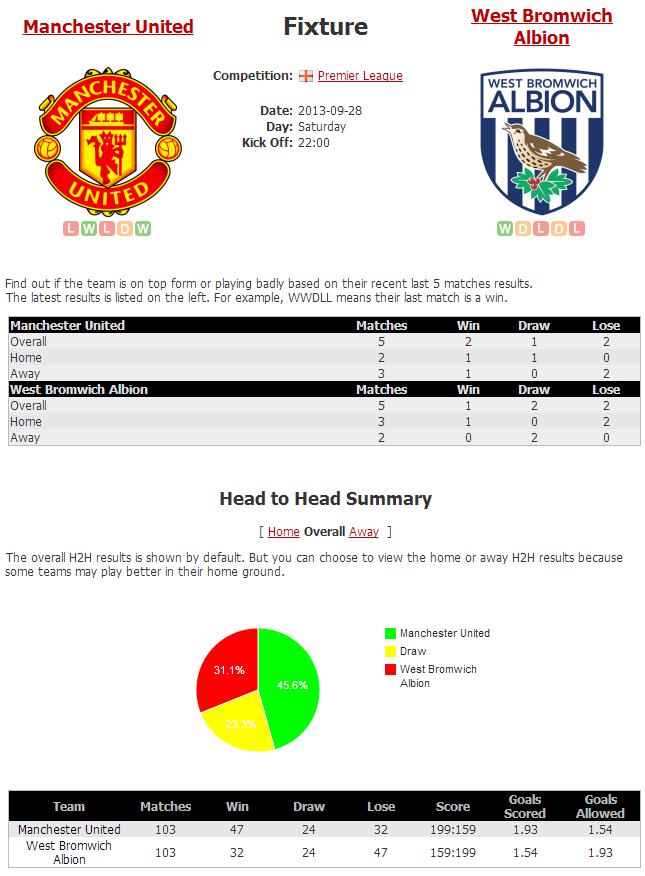 Manchester United
Fixture
West Bromwich
Albion
Competition: Premier League
Date: 2013-09-28
Day: Saturday
Kick Off: 22:00
MANCHESTER
UNITED
WEST BROMWICH
ALBION
L W L D W
W D L D L
Find out if the team is on top form or playing badly based on their recent last 5 matches results.
The latest results is listed on the left. For example, WWDLL means their last match is a win.
Manchester United Matches Win Draw Lose
Overall 5 2 1 2
Home 2 1 1 0
Away 3 1 0 2
West Bromwich Albion Matches Win Draw Lose
Overall 5 1 2 2
Home 3 1 0 2
Away 2 0 2 0
Head to Head Summary
[ Home Overall Away ]
The overall H2H results is shown by default. But you can choose to view the home or away H2H results because
some teams may play better in their home ground.
31.1%
45.6%
23.3%
Manchester United
Draw
West Bromwich
Albion
Team Matches Win Draw Lose Score Goals Scored Goals Allowed
Manchester United 103 47 24 32 199:159 1.93 1.54
West Bromwich Albion 103 32 24 47 159:199 1.54 1.93